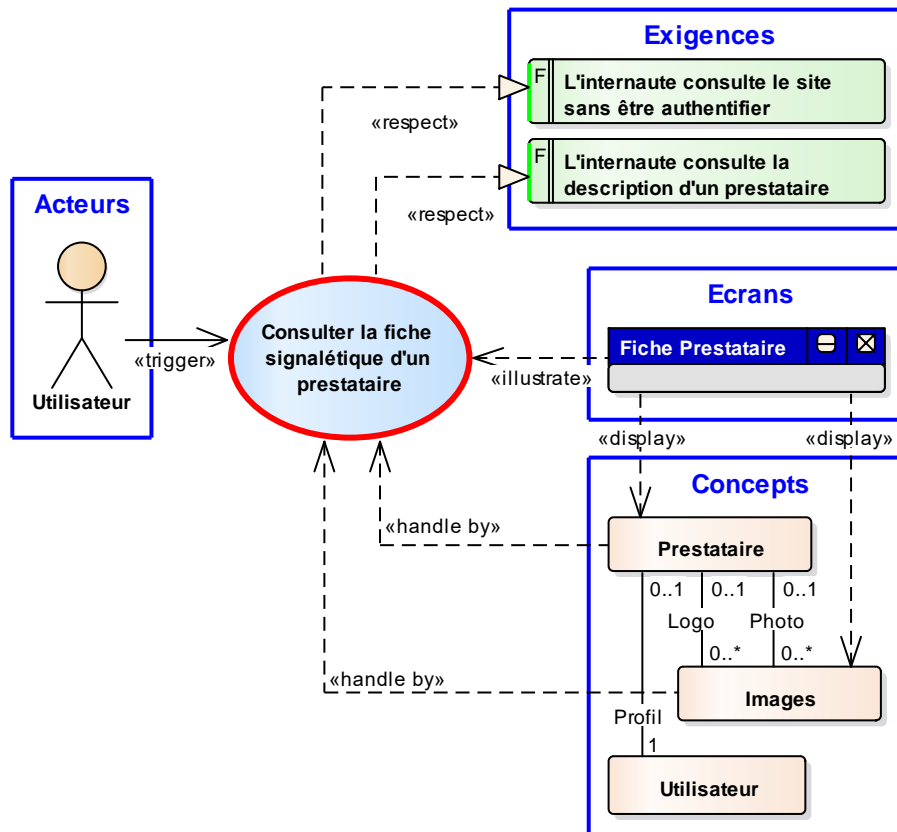 Exigences
F
L'internaute consulte le site
sans être authentifier
«respect»
F
L'internaute consulte la
description d'un prestataire
«respect»
Acteurs
Utilisateur
«trigger»
Consulter la fiche
signalétique d'un
prestataire
Ecrans
Fiche Prestataire
«illustrate»
«display»
«display»
Concepts
«handle by»
Prestataire
0..1
0..1
0..1
Logo
Photo
0..*
0..*
«handle by»
Images
Profil
1
Utilisateur